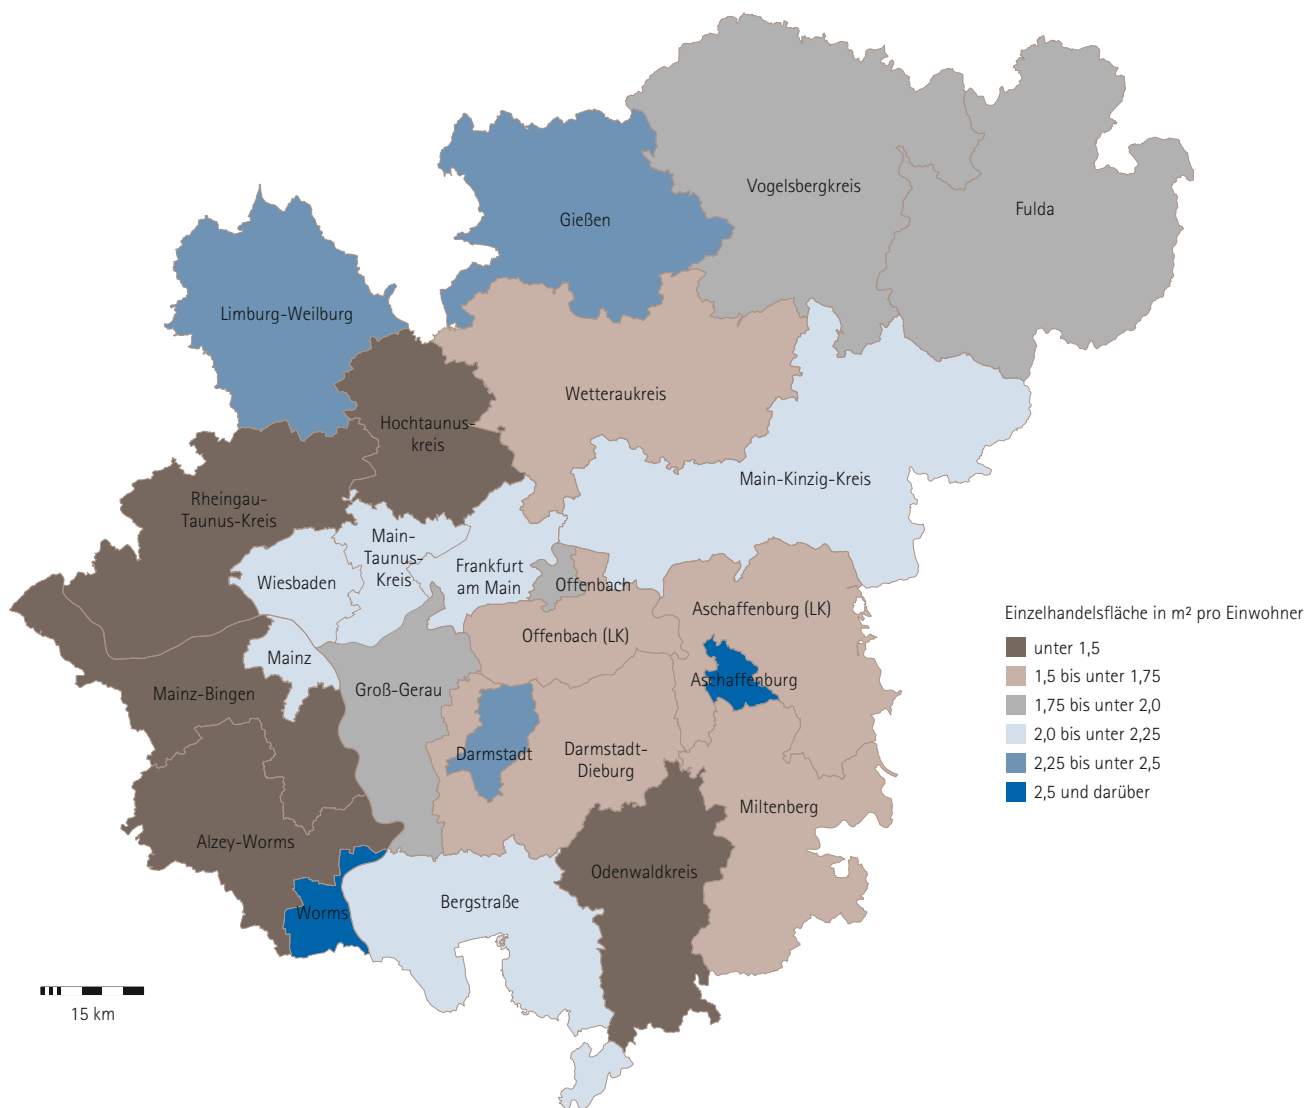 Vogelsbergkreis
Fulda
Gießen
Limburg-Weilburg
Wetteraukreis
Hochtaunus-
kreis
Main-Kinzig-Kreis
Rheingau-
Taunus-Kreis
Main-
Taunus-
Kreis
Frankfurt
am Main
Wiesbaden
Offenbach
Aschaffenburg (LK)
Offenbach (LK)
Mainz
Aschaffenburg
Groß-Gerau
Mainz-Bingen
Darmstadt
Darmstadt-
Dieburg
Miltenberg
Alzey-Worms
Odenwaldkreis
Bergstraße
Worms
Einzelhandelsfläche in m² pro Einwohner
unter 1,5
1,5 bis unter 1,75
1,75 bis unter 2,0
2,0 bis unter 2,25
2,25 bis unter 2,5
2,5 und darüber
15 km